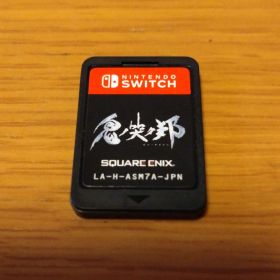 NINTENDO
SWITCH
鬼ノ哭ク邦
SQUARE ENIX
LA-H-ASM7A-JPN